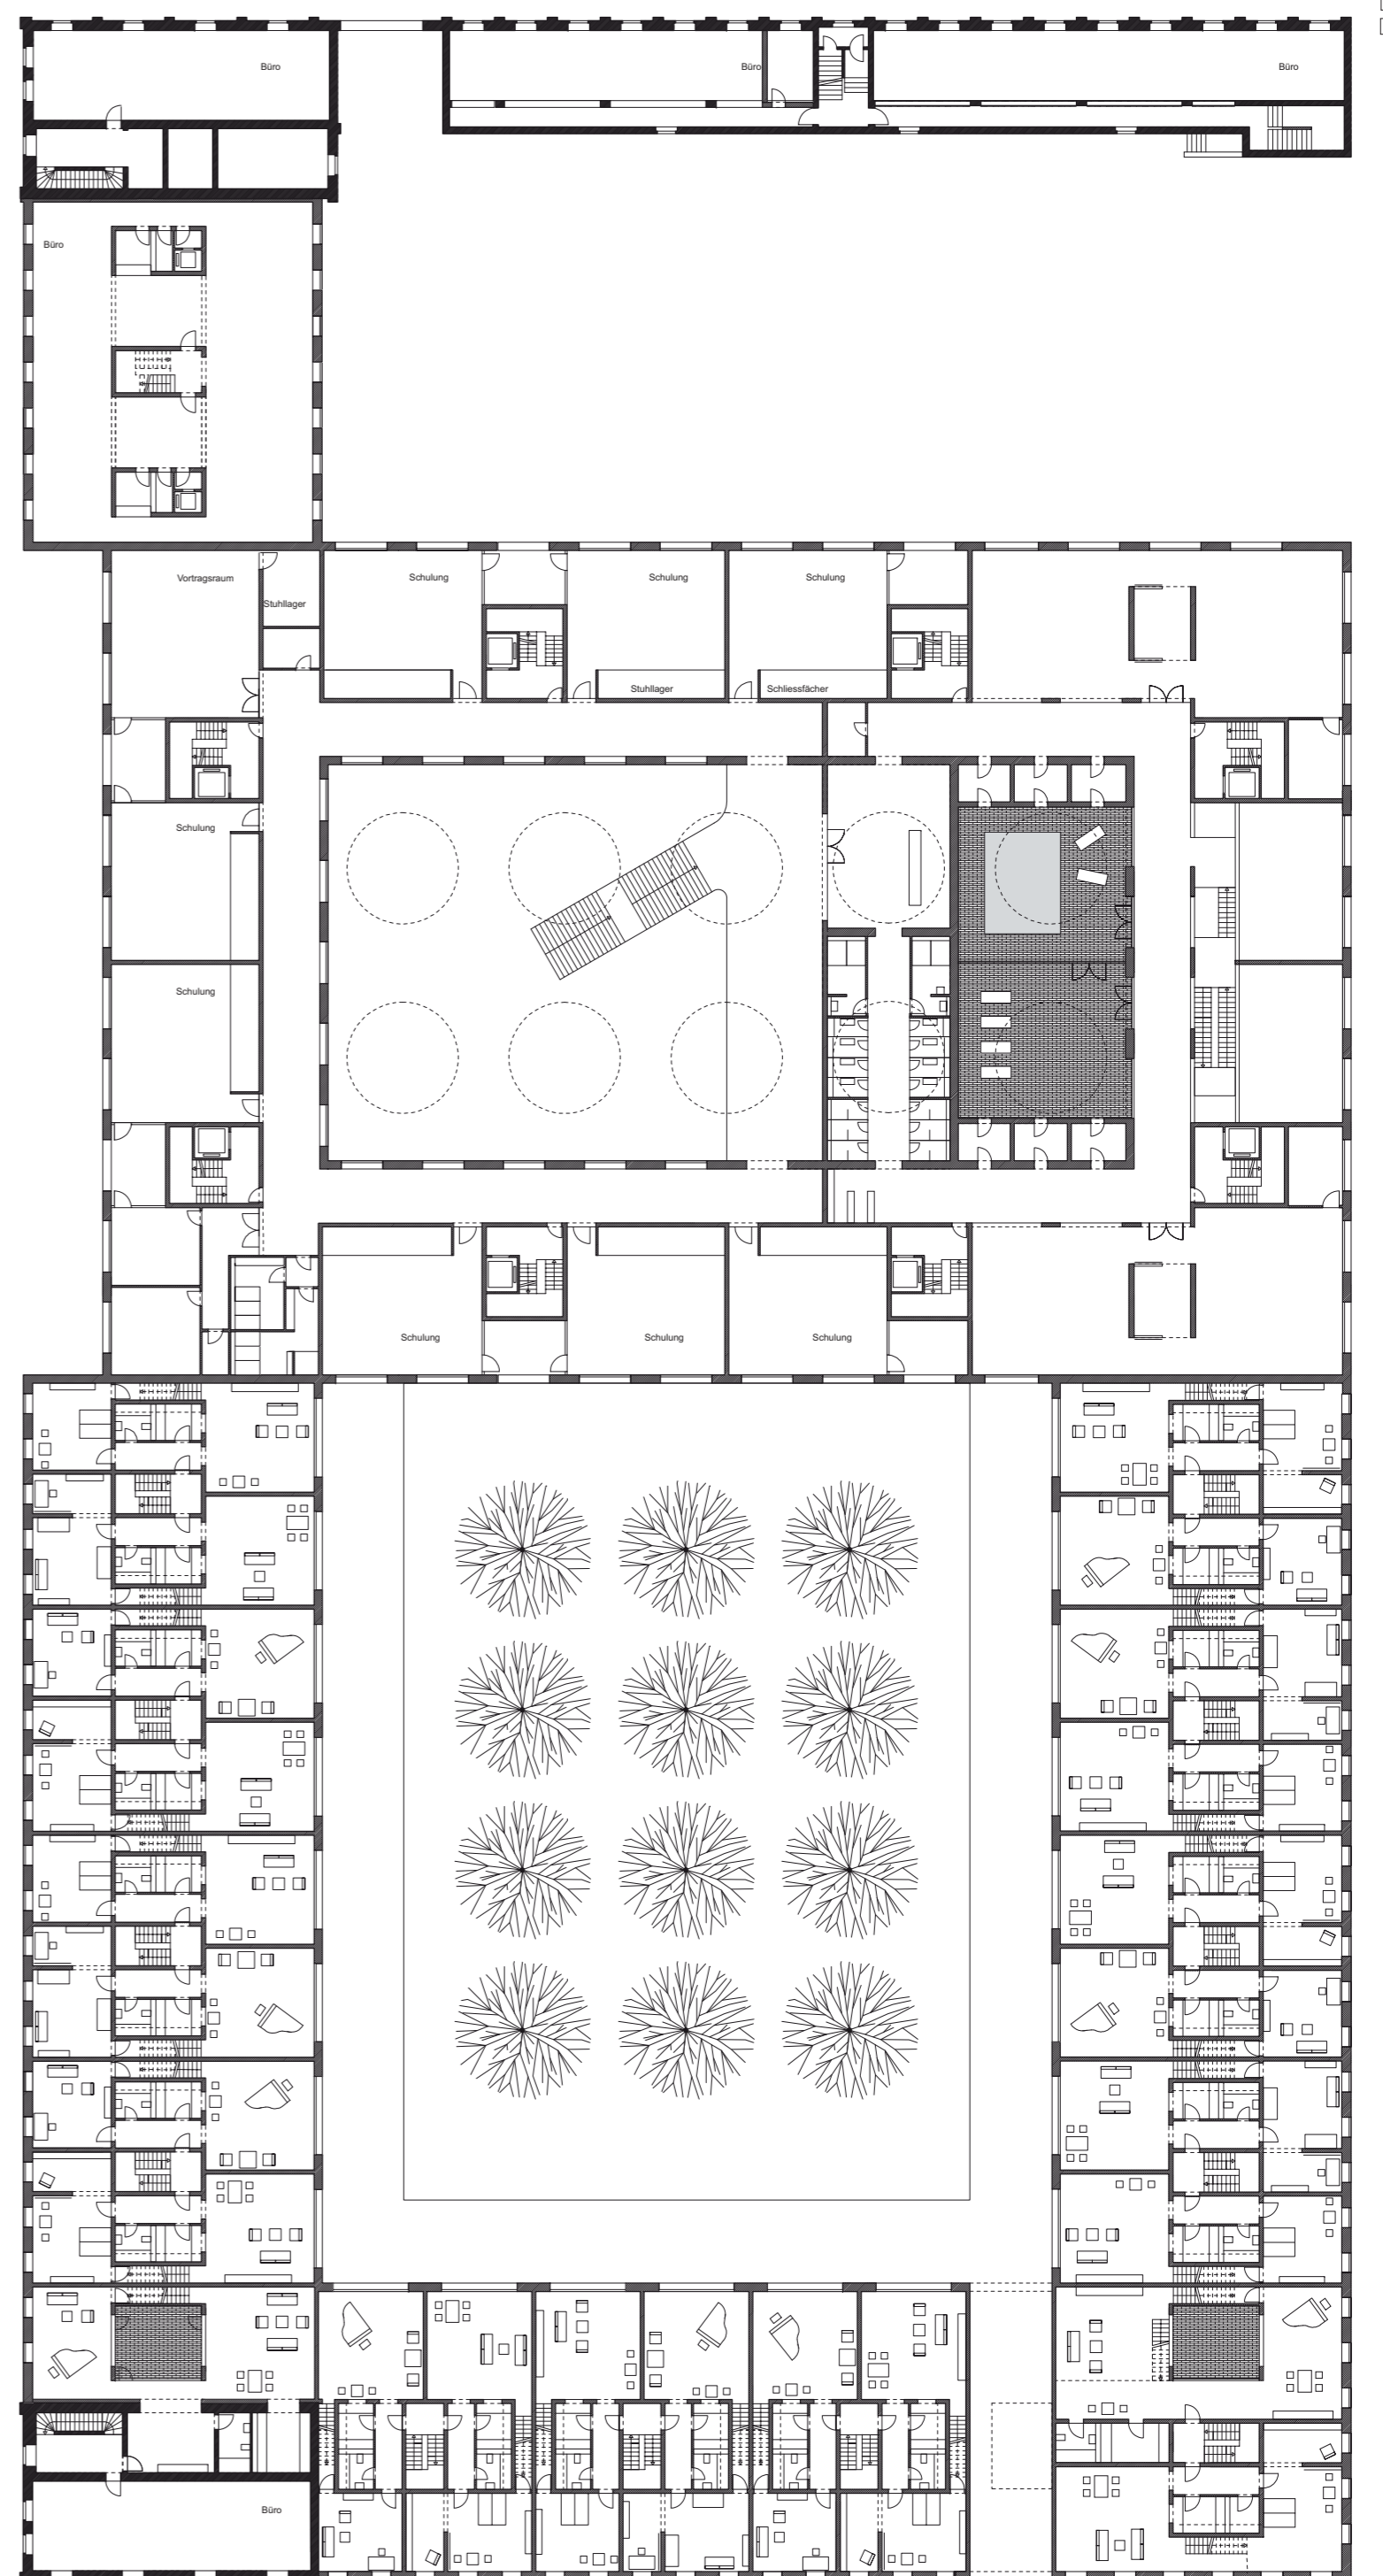 Büro
Büro
Büro
Büro
Vortragsraum
Schulung
Schulung
Schulung
Stuhllager
Stuhllager
Schliessfächer
Schulung
Schulung
Schulung
Schulung
Schulung
Büro